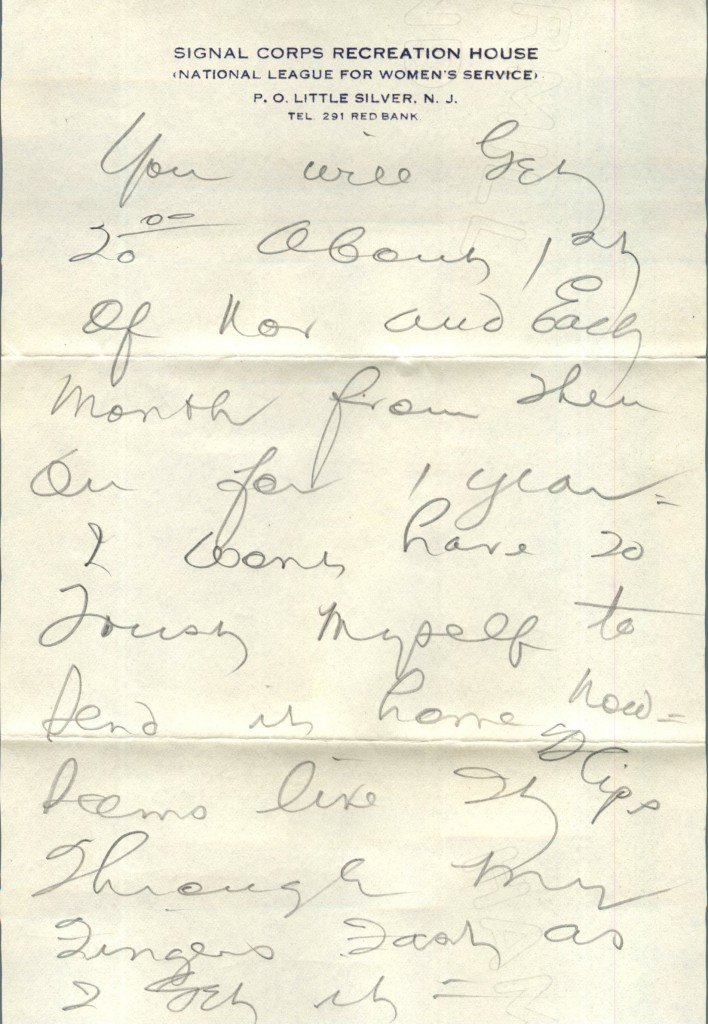 SIGNAL CORPS RECREATION HOUSE
(NATIONAL LEAGUE FOR WOMEN'S SERVICE)
P. O. LITTLE SILVER, N. J.
TEL. 291 RED BANK.
You will Get
20 00 About 1st
Of Nov and Each
Month from then
On for 1 year =
I wont have to
Trust Myself to
Send it home now =
Seems like It Slips
Through My
Fingers Fast as
I Get it =